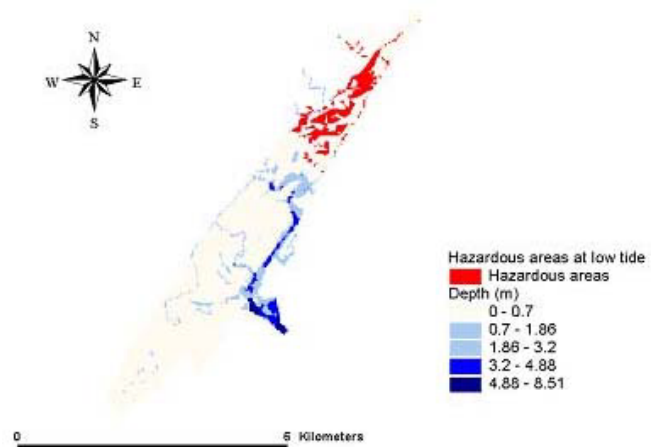 N
W E
S
Hazardous areas at low tide
Hazardous areas
Depth (m)
0 - 0.7
0.7 - 1.86
1.86 - 3.2
3.2 - 4.88
4.88 - 8.51
0 6 Kilometers